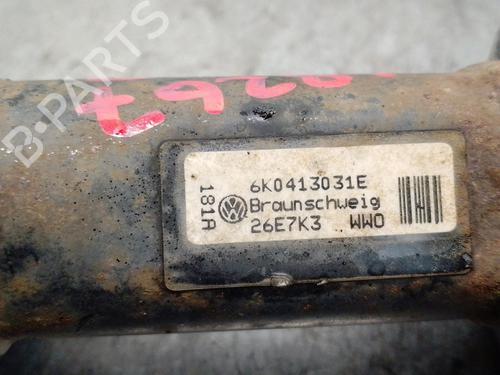 B-PARTS
181A
6K0413031E
Braunschweig
26E7K3 WWO